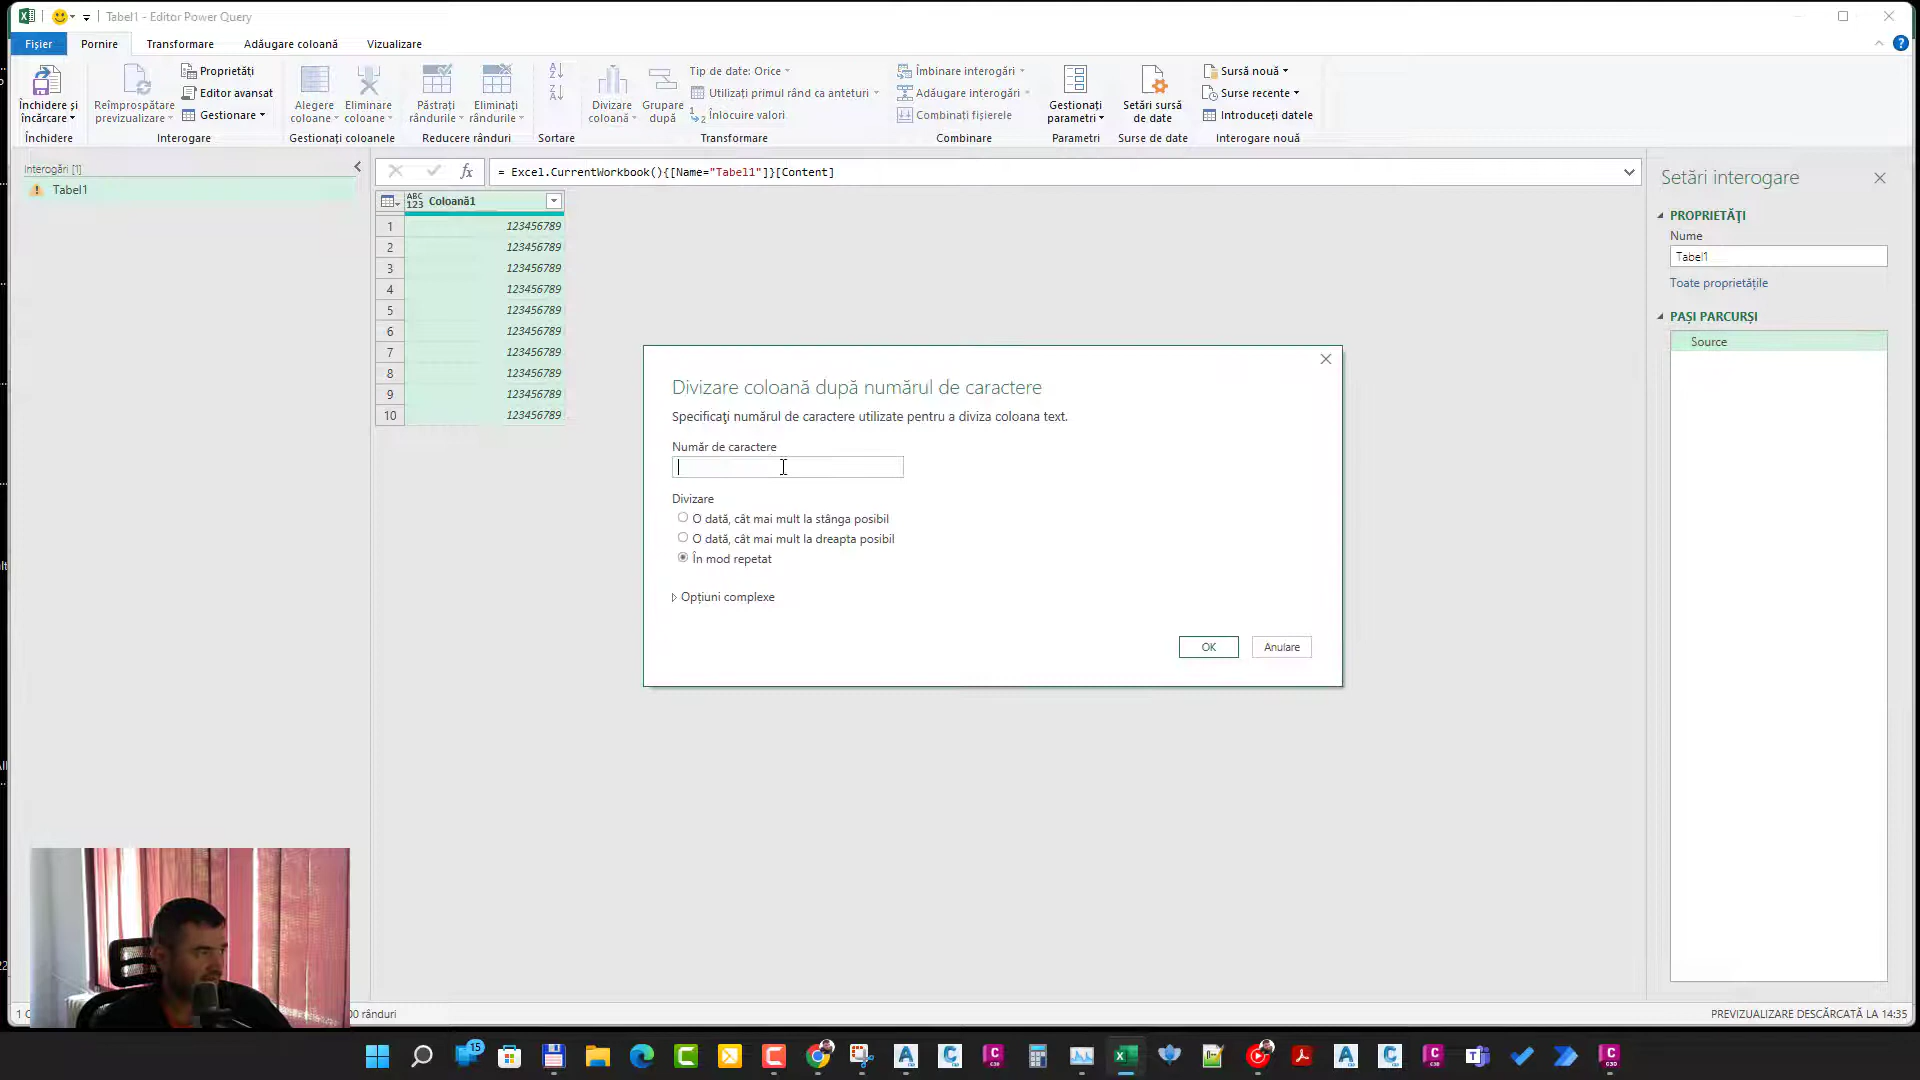 Tabel1 - Editor Power Query
Fișier
Pornire
Transformare
Adăugare coloană
Vizualizare
Închidere și
încărcare
Închidere
Reîmprospătare
previzualizare
Proprietăți
Editor avansat
Gestionare
Interogare
Alegere
coloane
Eliminare
coloane
Gestionați coloanele
Păstrați
rândurile
Eliminați
rândurile
Reducere rânduri
Sortare
Divizare
coloană
Grupare
după
Tip de date: Orice
Utilizați primul rând ca anteturi
Înlocuire valori
Transformare
Îmbinare interogări
Adăugare interogări
Combinați fișierele
Combinare
Gestionați
parametri
Parametri
Setări sursă
de date
Surse de date
Sursă nouă
Surse recente
Introduceți datele
Interogare nouă
Interogări [1]
Tabel1
fx
= Excel.CurrentWorkbook(){[Name="Tabel1"]}[Content]
ABC
123
Coloană1
1 123456789
2 123456789
3 123456789
4 123456789
5 123456789
6 123456789
7 123456789
8 123456789
9 123456789
10 123456789
Divizare coloană după numărul de caractere
Specificați numărul de caractere utilizate pentru a diviza coloana text.
Număr de caractere
Divizare
O dată, cât mai mult la stânga posibil
O dată, cât mai mult la dreapta posibil
În mod repetat
Opțiuni complexe
OK
Anulare
Setări interogare
PROPRIETĂȚI
Nume
Tabel1
Toate proprietățile
PAȘI PARCURȘI
Source
rânduri
PREVIZUALIZARE DESCĂRCATĂ LA 14:35
15